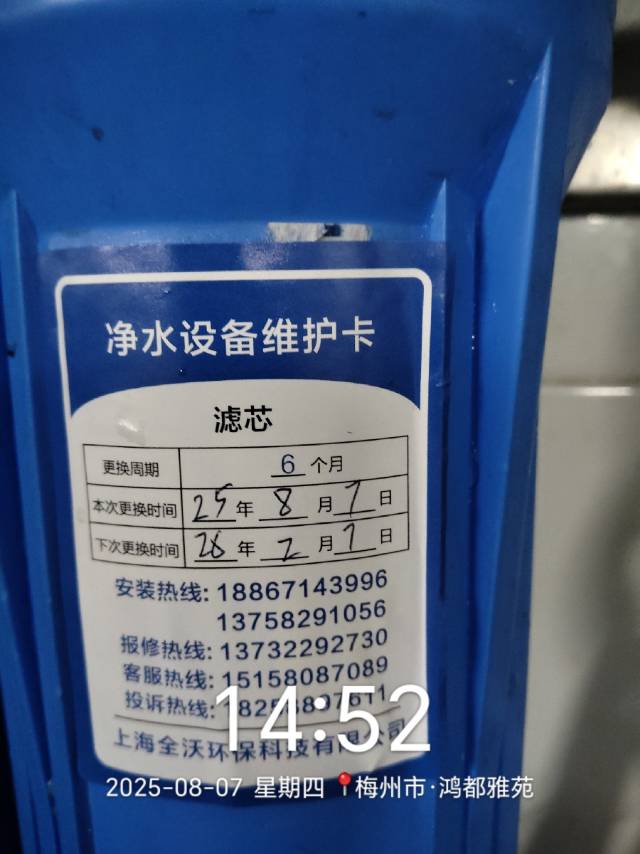 净水设备维护卡
滤芯
更换周期 6 个月
本次更换时间 25 年 8 月 7 日
下次更换时间 26 年 2 月 7 日
安装热线: 18867143996
13758291056
报修热线: 13732292730
客服热线: 15158087089
投诉热线:
上海全沃环保科技有限公司
14:52
2025-08-07 星期四 梅州市·鸿都雅苑